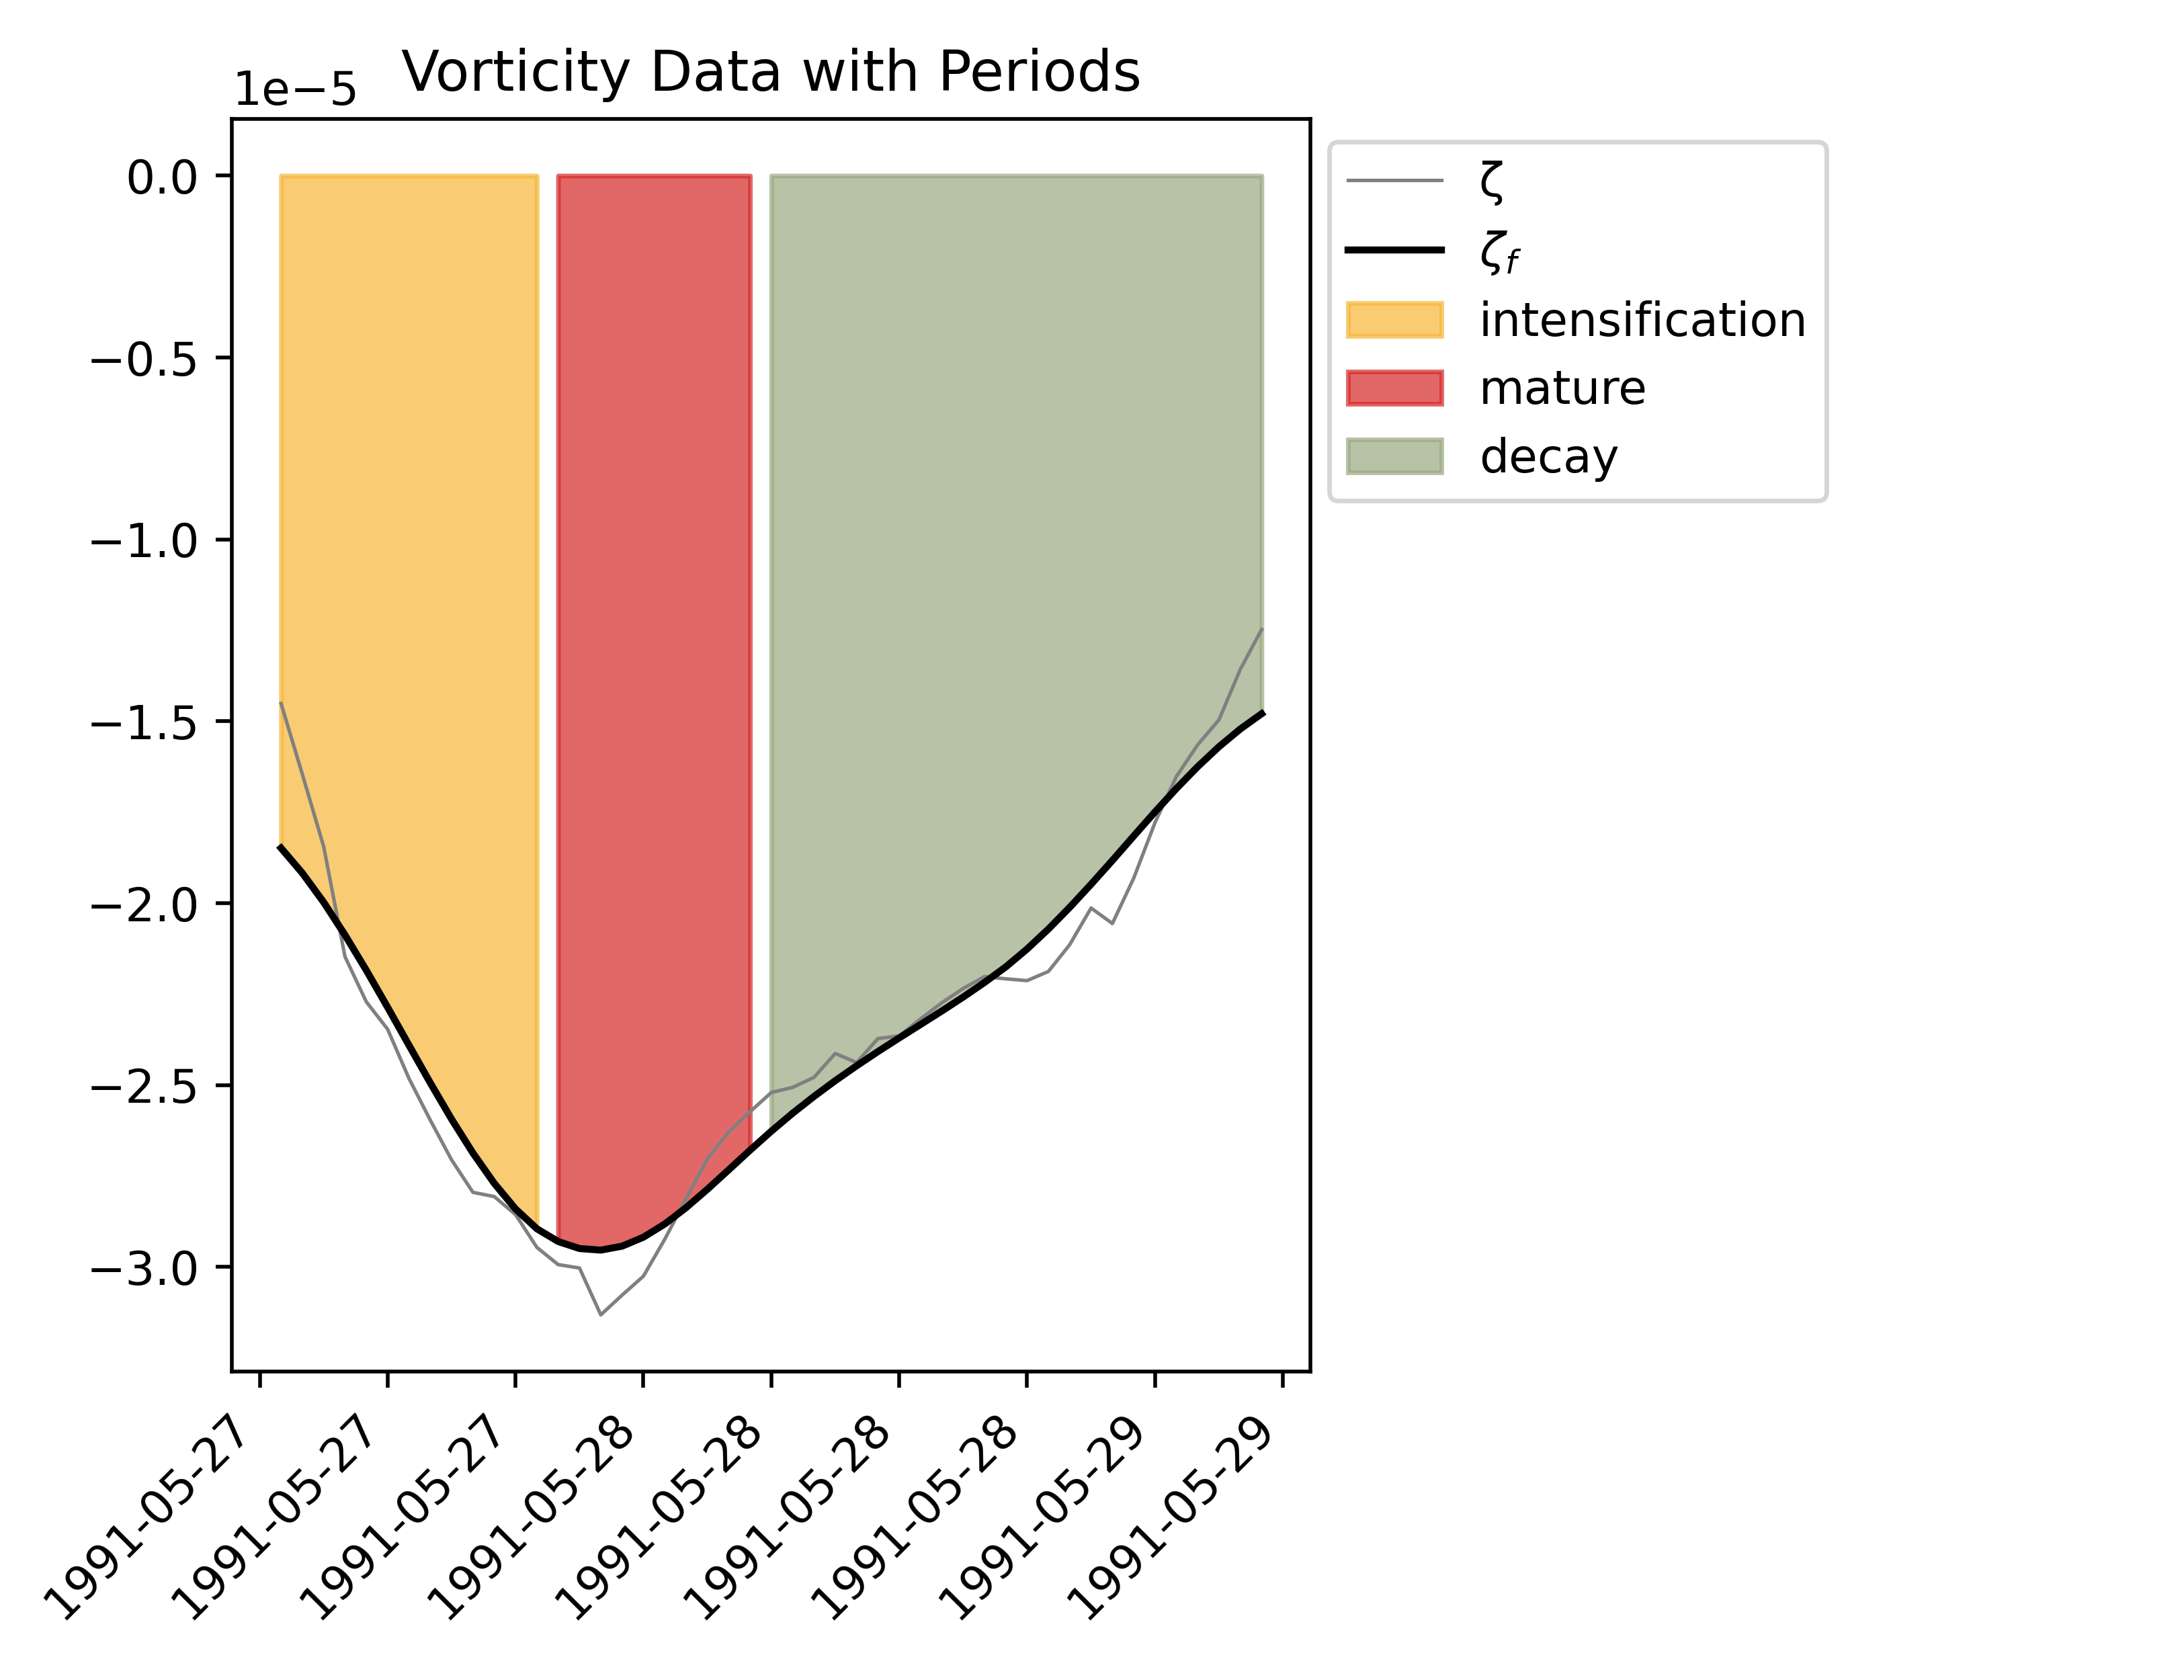 Vorticity Data with Periods
1e−5
0.0
−0.5
−1.0
−1.5
−2.0
−2.5
−3.0
1991-05-27
1991-05-27
1991-05-27
1991-05-28
1991-05-28
1991-05-28
1991-05-28
1991-05-29
1991-05-29
ζ
ζf
intensification
mature
decay